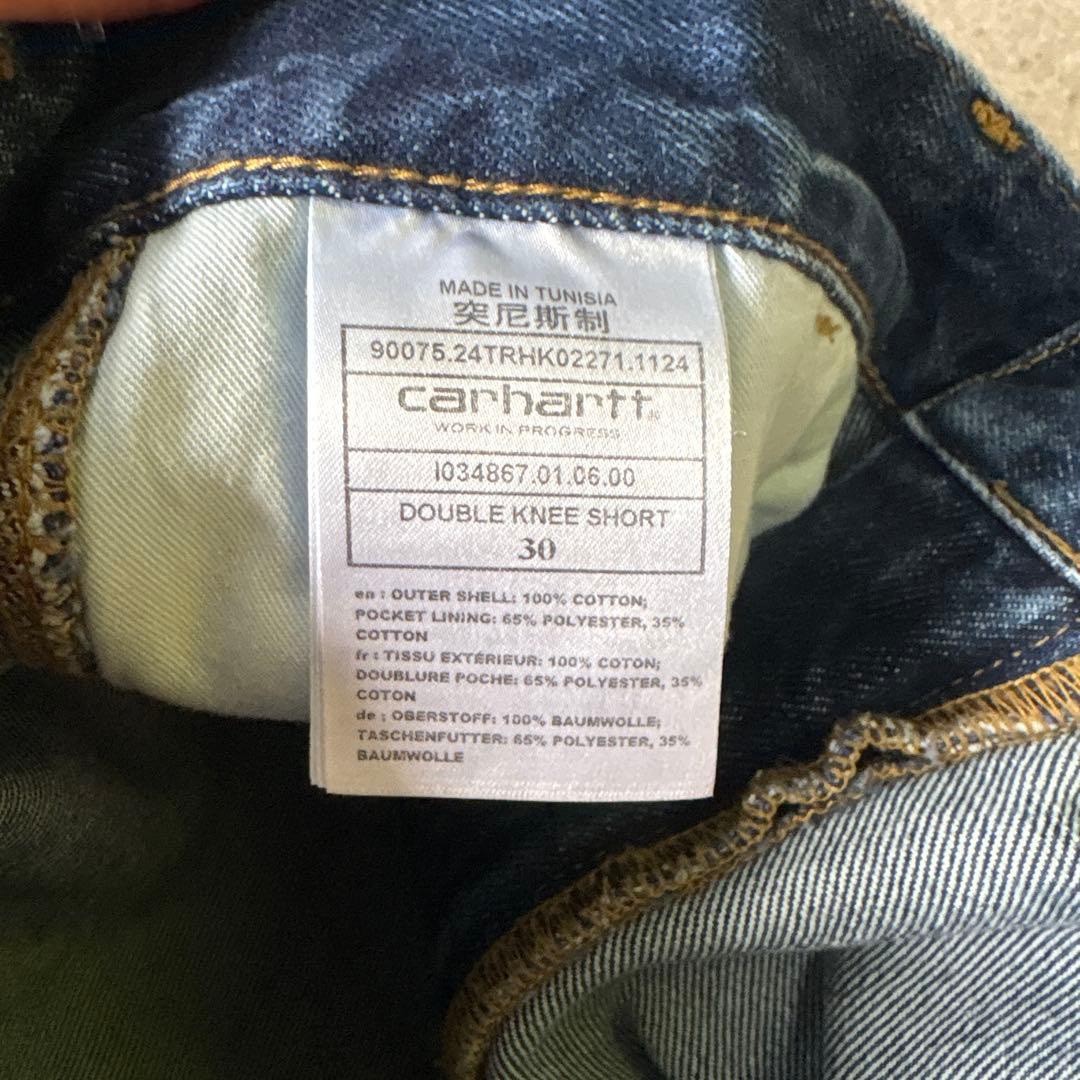 MADE IN TUNISIA
突尼斯制
90075.24TRHK02271.1124
carhartt®
WORK IN PROGRESS
I034867.01.06.00
DOUBLE KNEE SHORT
30
en : OUTER SHELL: 100% COTTON;
POCKET LINING: 65% POLYESTER, 35%
COTTON
fr : TISSU EXTÉRIEUR: 100% COTON;
DOUBLURE POCHE: 65% POLYESTER, 35%
COTON
de : OBERSTOFF: 100% BAUMWOLLE;
TASCHENFUTTER: 65% POLYESTER, 35%
BAUMWOLLE